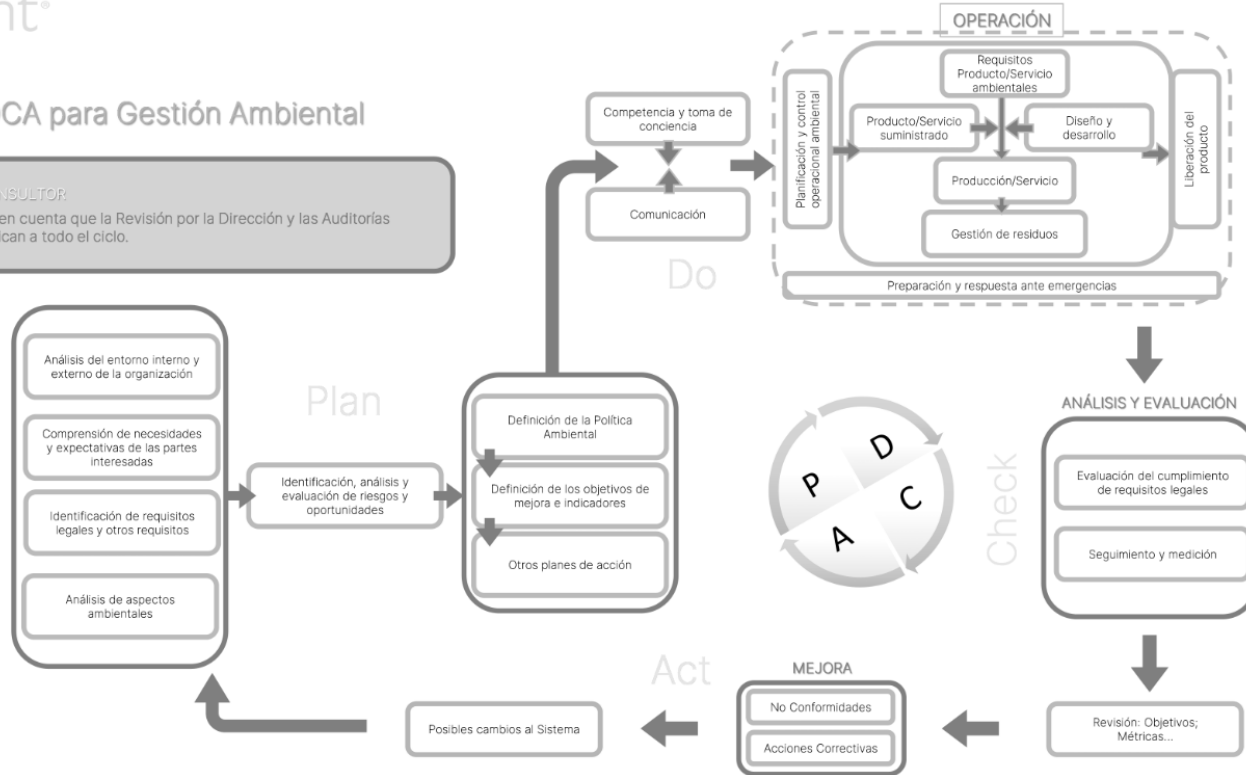 nt®
OPERACIÓN
CA para Gestión Ambiental
NSULTOR
en cuenta que la Revisión por la Dirección y las Auditorías
ican a todo el ciclo.
Competencia y toma de
conciencia
Comunicación
Do
Planificación y control
operacional ambiental
Requisitos
Producto/Servicio
ambientales
Producto/Servicio
suministrado
Diseño y
desarrollo
Producción/Servicio
Gestión de residuos
Liberación del
producto
Preparación y respuesta ante emergencias
Análisis del entorno interno y
externo de la organización
Comprensión de necesidades
y expectativas de las partes
interesadas
Identificación de requisitos
legales y otros requisitos
Análisis de aspectos
ambientales
Plan
Identificación, análisis y
evaluación de riesgos y
oportunidades
Definición de la Política
Ambiental
Definición de los objetivos de
mejora e indicadores
Otros planes de acción
P
D
C
A
Check
ANÁLISIS Y EVALUACIÓN
Evaluación del cumplimiento
de requisitos legales
Seguimiento y medición
Revisión: Objetivos;
Métricas...
Act
MEJORA
No Conformidades
Acciones Correctivas
Posibles cambios al Sistema